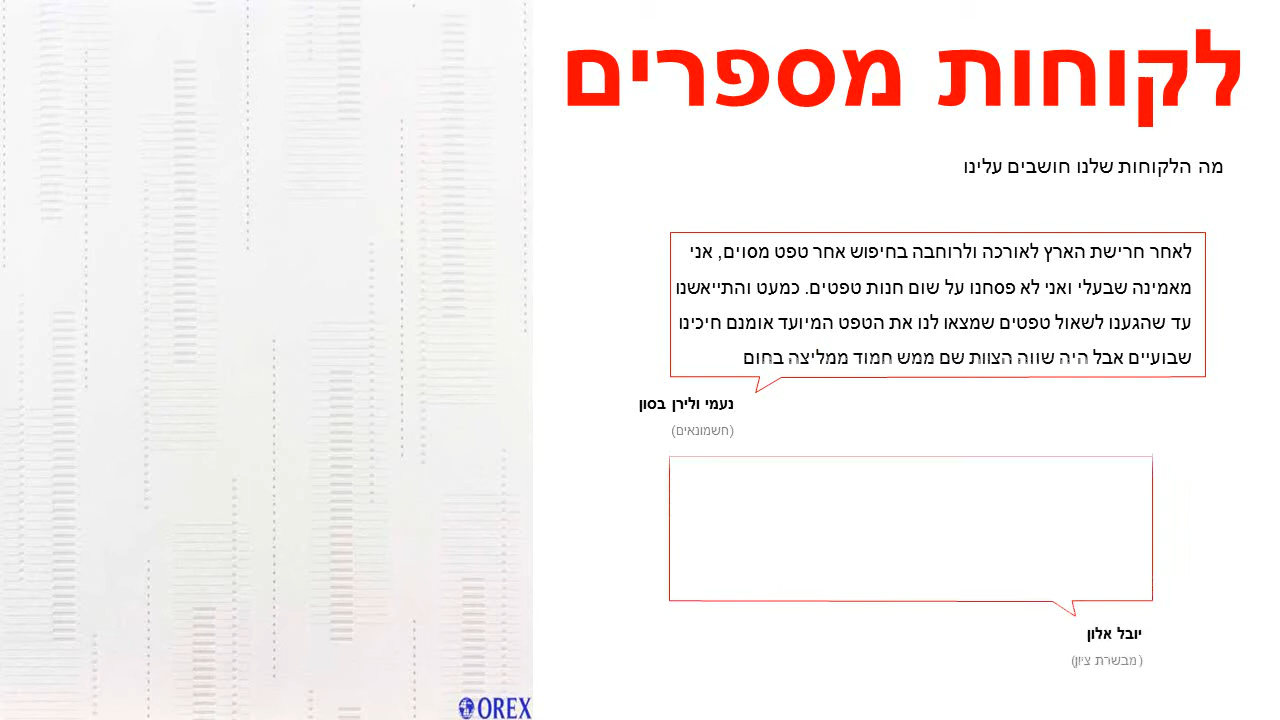 לקוחות מספרים
מה הלקוחות שלנו חושבים עלינו
לאחר חרישת הארץ לאורכה ולרוחבה בחיפוש אחר טפט מסוים, אני
מאמינה שבעלי ואני לא פסחנו על שום חנות טפטים. כמעט והתייאשנו
עד שהגענו לשאול טפטים שמצאו לנו את הטפט המיועד אומנם חיכינו
שבועיים אבל היה שווה הצוות שם ממש חמוד ממליצה בחום
נעמי ולירן בסון
(חשמונאים)
יובל אלון
(מבשרת ציון)
OREX